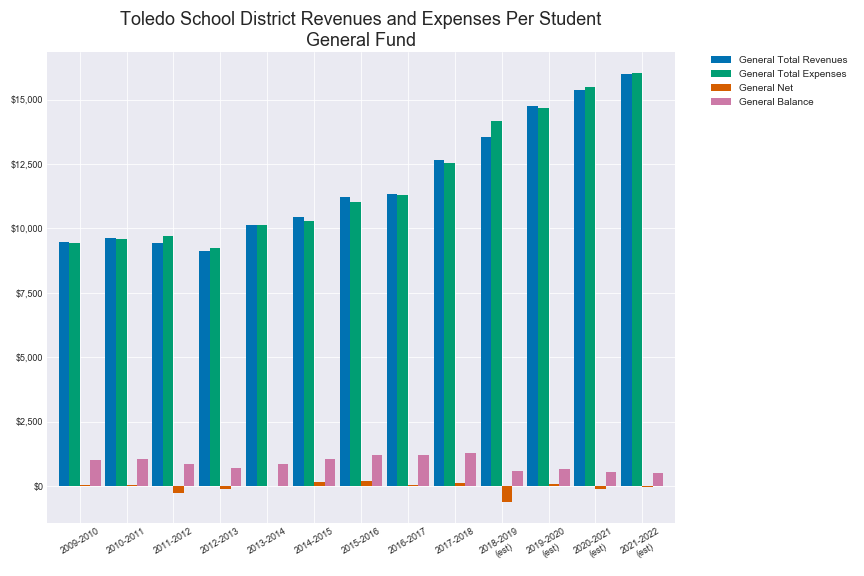 Toledo School District Revenues and Expenses Per Student
General Fund
General Total Revenues
General Total Expenses
General Net
General Balance
$15,000
$12,500
$10,000
$7,500
$5,000
$2,500
$0
2009-2010
2010-2011
2011-2012
2012-2013
2013-2014
2014-2015
2015-2016
2016-2017
2017-2018
2018-2019
(est)
2019-2020
(est)
2020-2021
(est)
2021-2022
(est)